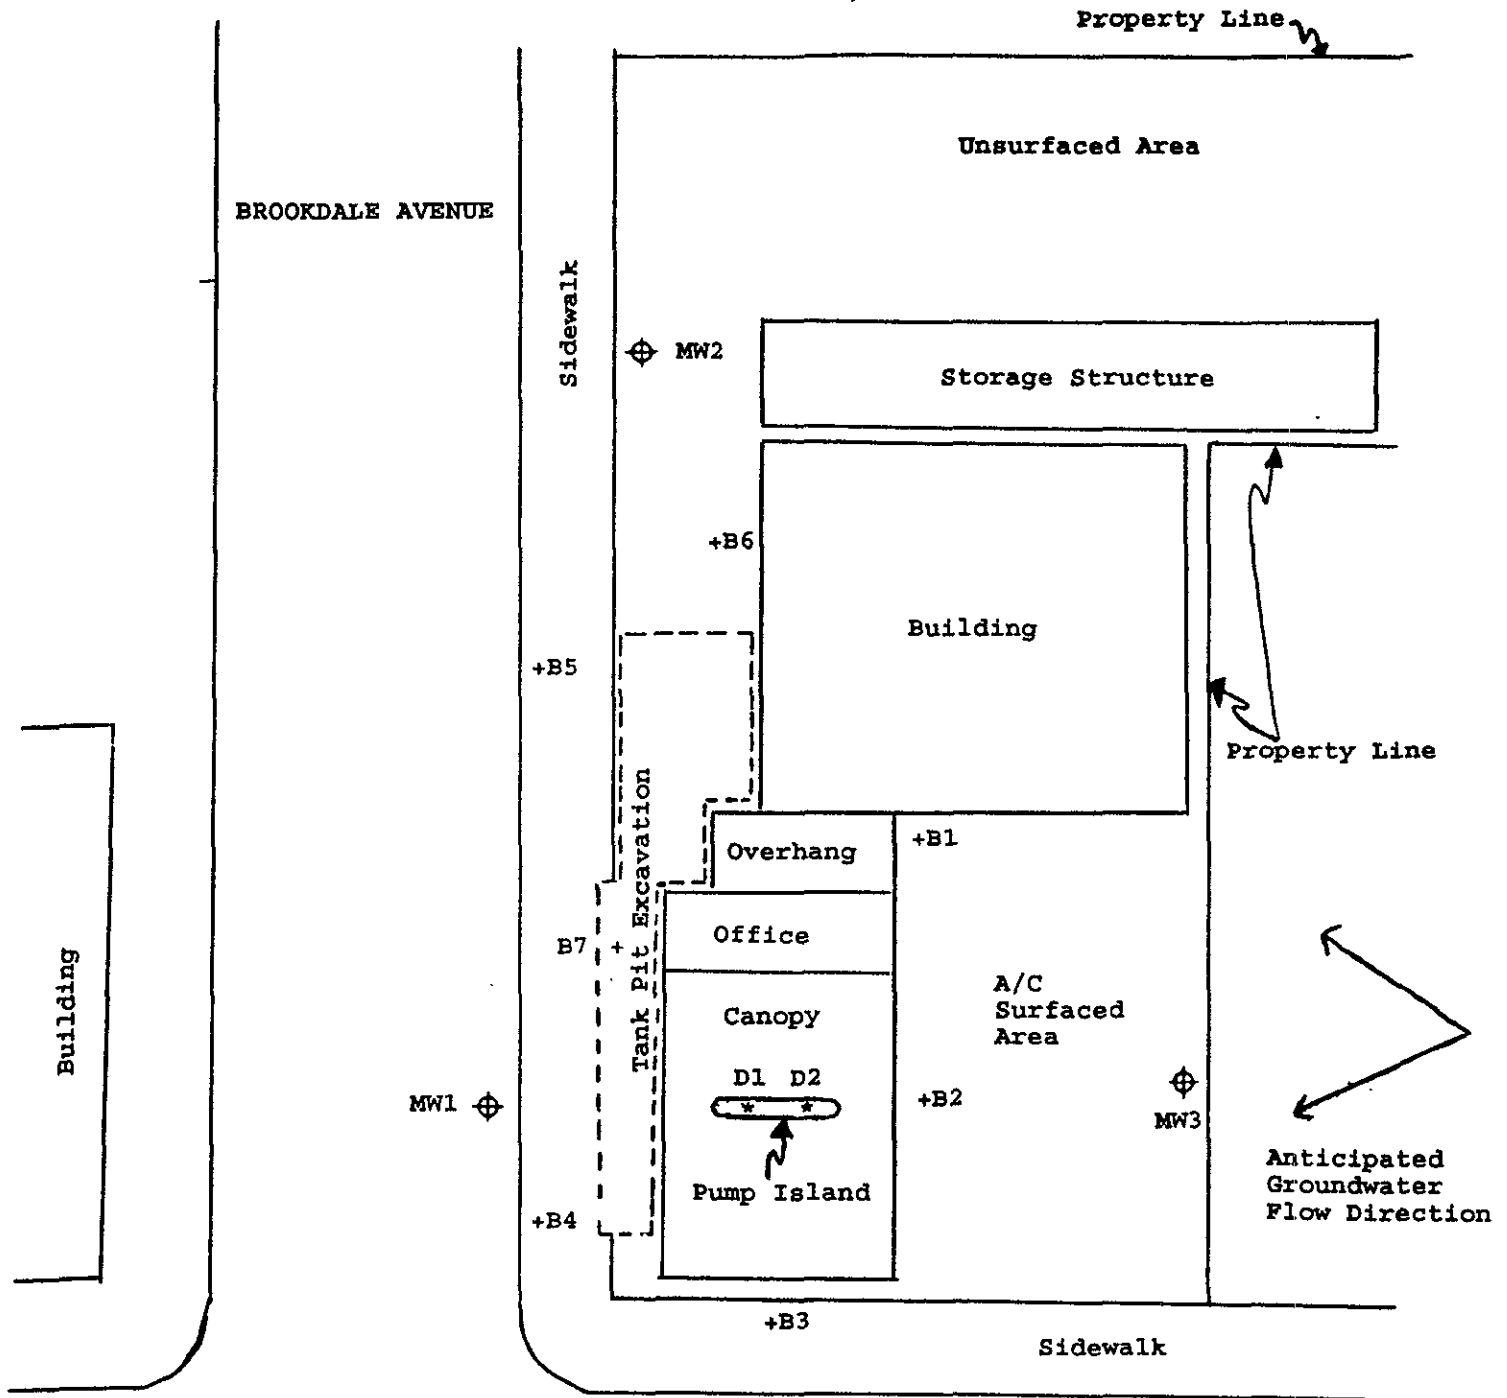 Property Line
Unsurfaced Area
BROOKDALE AVENUE
Sidewalk
MW2
Storage Structure
+B6
Building
+B5
Property Line
Tank Pit Excavation
+B1
Overhang
B7 +
Office
Building
A/C
Surfaced
Area
Canopy
D1 D2
* *
MW1
+B2
MW3
Pump Island
Anticipated
Groundwater
Flow Direction
+B4
+B3
Sidewalk